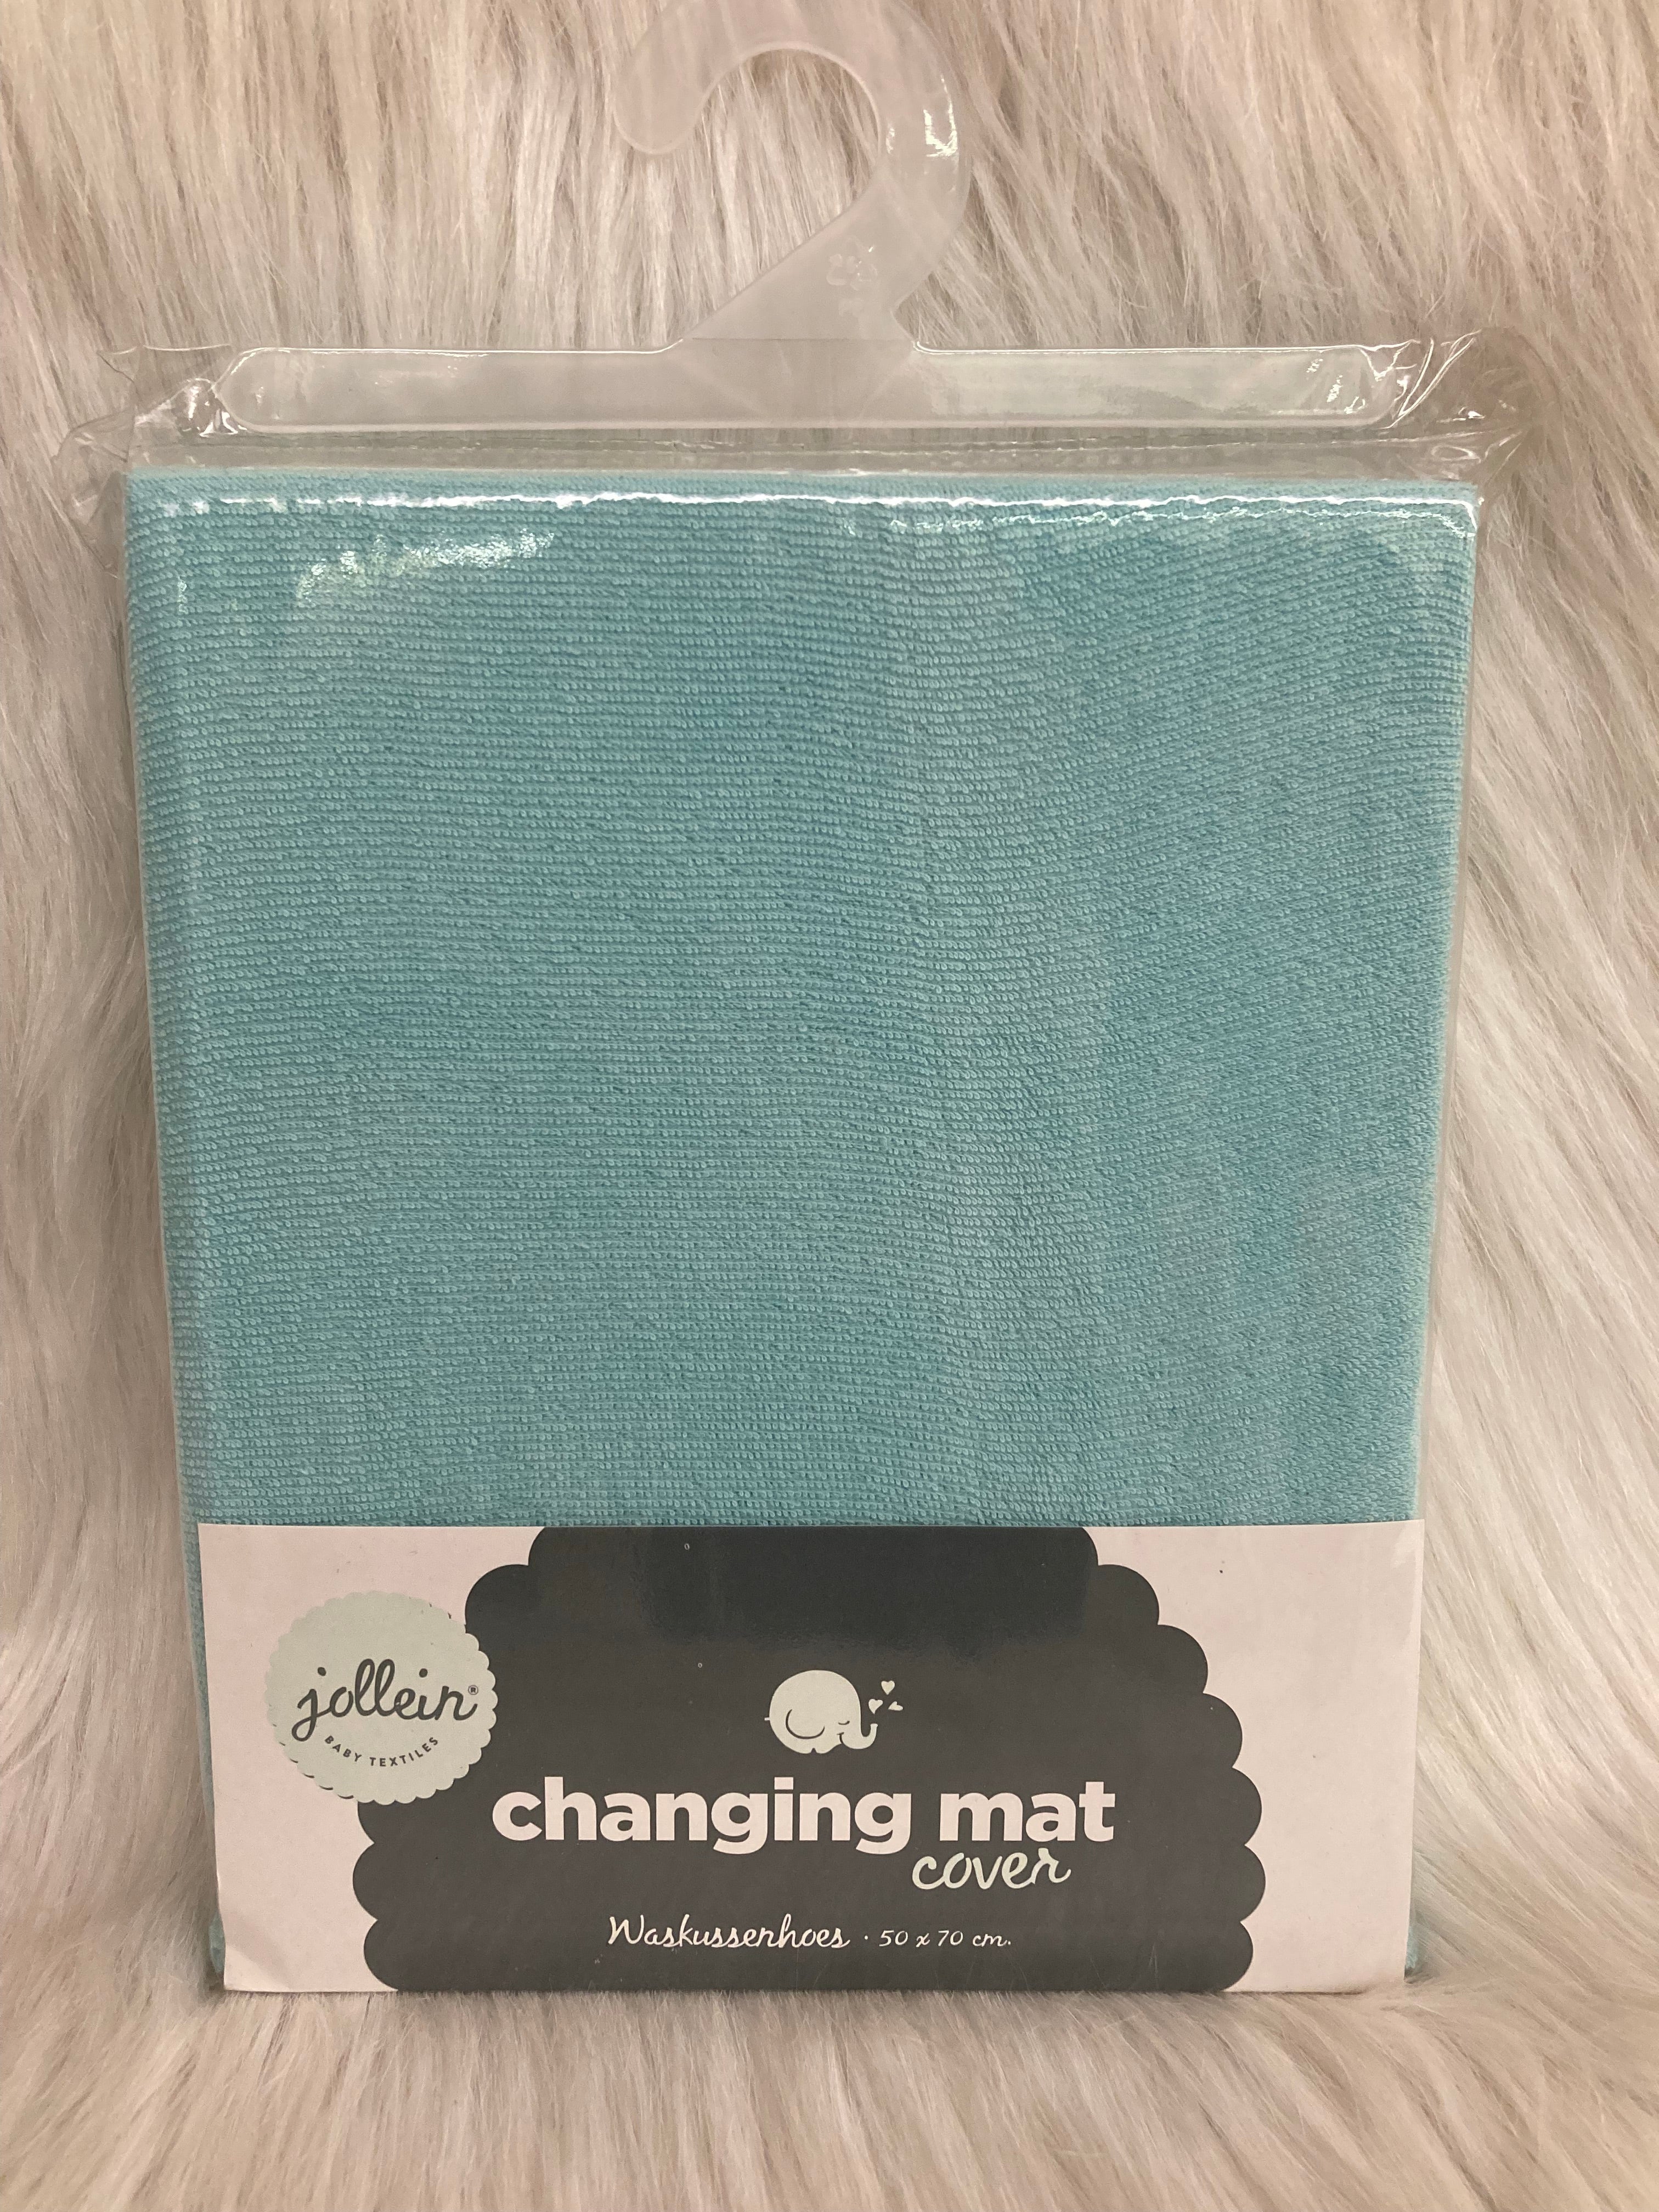 jollein®
BABY TEXTILES
changing mat
cover
Waskussenhoes · 50 x 70 cm.